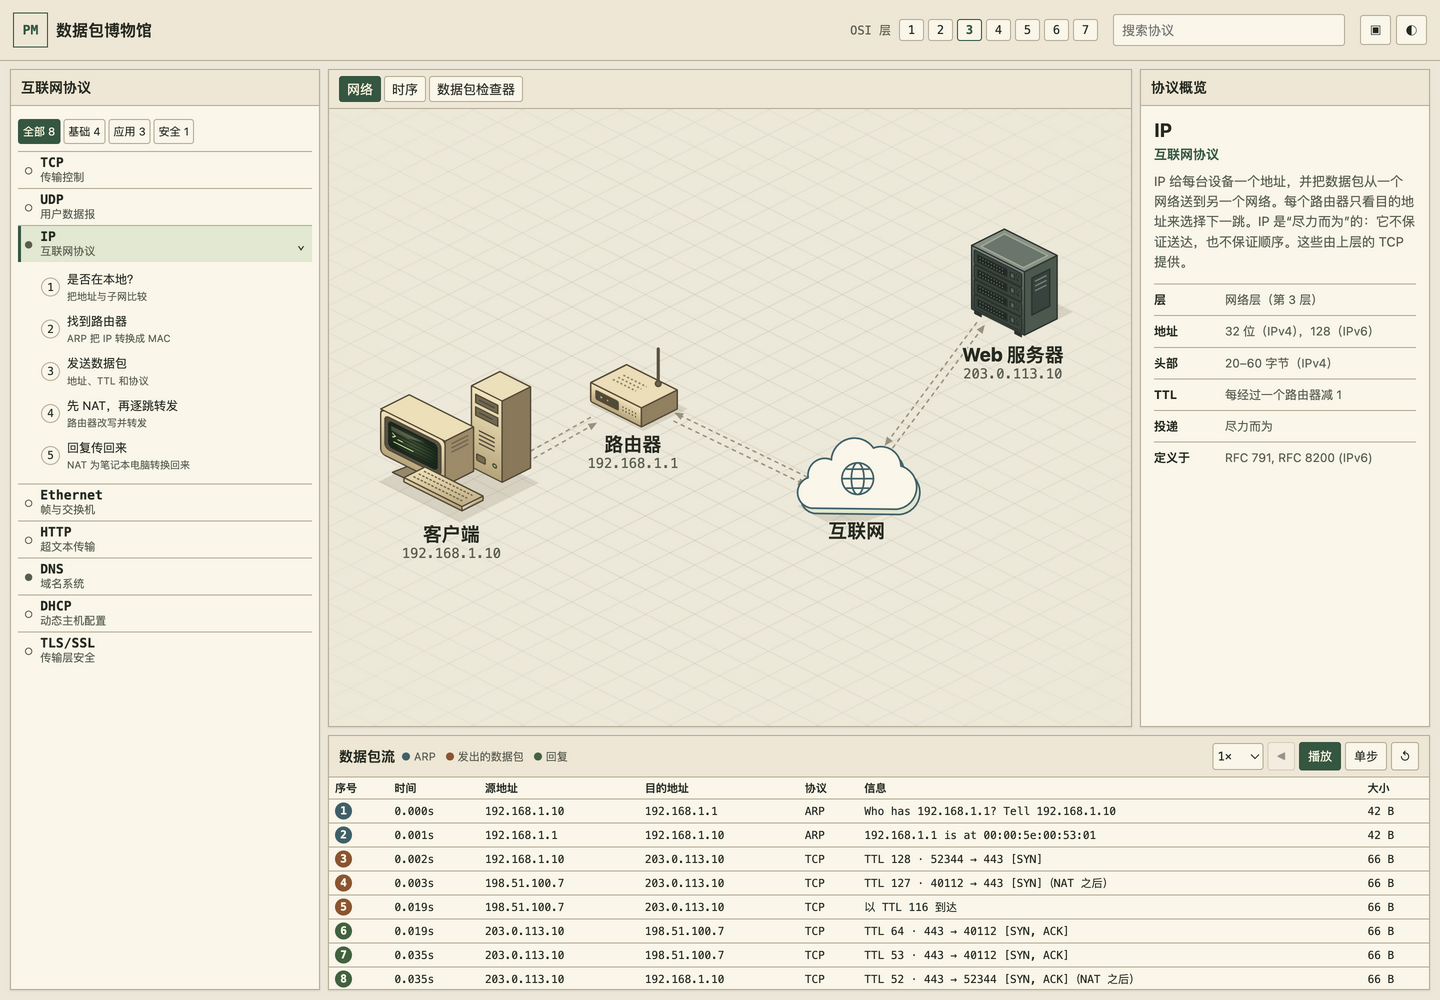 PM 数据包博物馆 OSI 层 1 2 3 4 5 6 7 搜索协议
互联网协议
全部 8 基础 4 应用 3 安全 1
TCP
传输控制
UDP
用户数据报
IP
互联网协议
1 是否在本地?
把地址与子网比较
2 找到路由器
ARP 把 IP 转换成 MAC
3 发送数据包
地址、TTL 和协议
4 先 NAT，再逐跳转发
路由器改写并转发
5 回复传回来
NAT 为笔记本电脑转换回来
Ethernet
帧与交换机
HTTP
超文本传输
DNS
域名系统
DHCP
动态主机配置
TLS/SSL
传输层安全
网络 时序 数据包检查器
Web 服务器
203.0.113.10
路由器
192.168.1.1
互联网
客户端
192.168.1.10
协议概览
IP
互联网协议
IP 给每台设备一个地址，并把数据包从一个
网络送到另一个网络。每个路由器只看目的地
址来选择下一跳。IP 是“尽力而为”的：它不保
证送达，也不保证顺序。这些由上层的 TCP
提供。
层 网络层（第 3 层）
地址 32 位（IPv4），128（IPv6）
头部 20–60 字节（IPv4）
TTL 每经过一个路由器减 1
投递 尽力而为
定义于 RFC 791, RFC 8200 (IPv6)
数据包流 ARP 发出的数据包 回复 1× 播放 单步
序号 时间 源地址 目的地址 协议 信息 大小
1 0.000s 192.168.1.10 192.168.1.1 ARP Who has 192.168.1.1? Tell 192.168.1.10 42 B
2 0.001s 192.168.1.1 192.168.1.10 ARP 192.168.1.1 is at 00:00:5e:00:53:01 42 B
3 0.002s 192.168.1.10 203.0.113.10 TCP TTL 128 · 52344 → 443 [SYN] 66 B
4 0.003s 198.51.100.7 203.0.113.10 TCP TTL 127 · 40112 → 443 [SYN]（NAT 之后） 66 B
5 0.019s 198.51.100.7 203.0.113.10 TCP 以 TTL 116 到达 66 B
6 0.019s 203.0.113.10 198.51.100.7 TCP TTL 64 · 443 → 40112 [SYN, ACK] 66 B
7 0.035s 203.0.113.10 198.51.100.7 TCP TTL 53 · 443 → 40112 [SYN, ACK] 66 B
8 0.035s 203.0.113.10 192.168.1.10 TCP TTL 52 · 443 → 52344 [SYN, ACK]（NAT 之后） 66 B